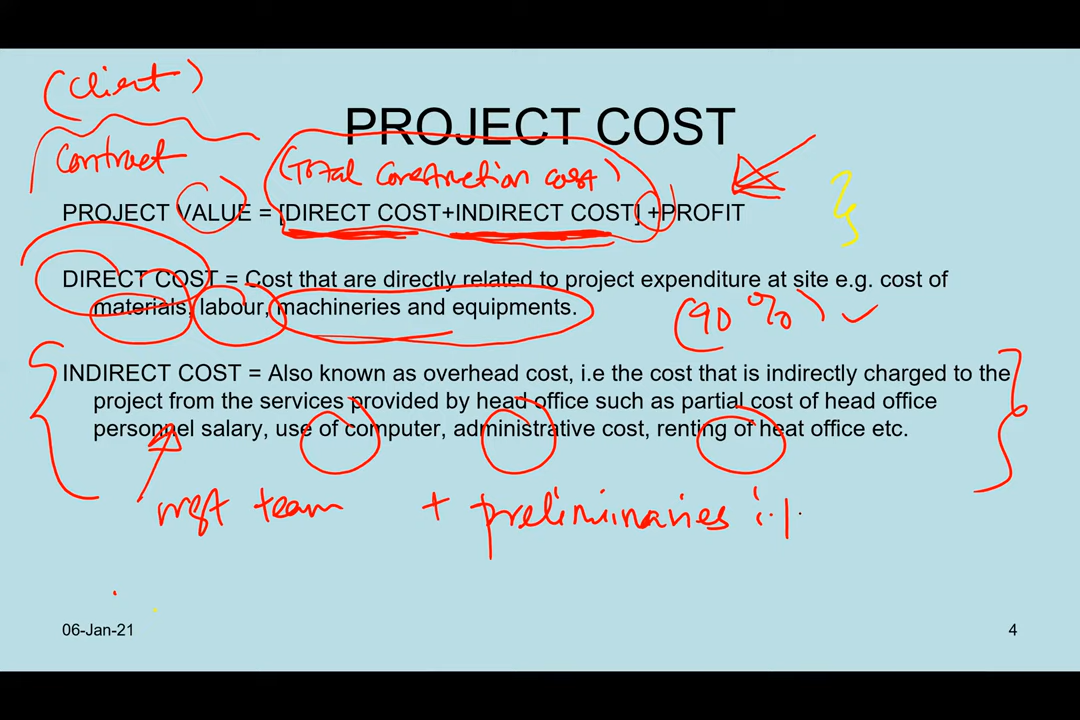 (Client)
PROJECT COST
Contract
(Total Construction cost)
PROJECT VALUE = [DIRECT COST+INDIRECT COST] +PROFIT
DIRECT COST = Cost that are directly related to project expenditure at site e.g. cost of
materials, labour, machineries and equipments.
(90%)
INDIRECT COST = Also known as overhead cost, i.e the cost that is indirectly charged to the
project from the services provided by head office such as partial cost of head office
personnel salary, use of computer, administrative cost, renting of heat office etc.
mgt team + preliminaries
06-Jan-21
4